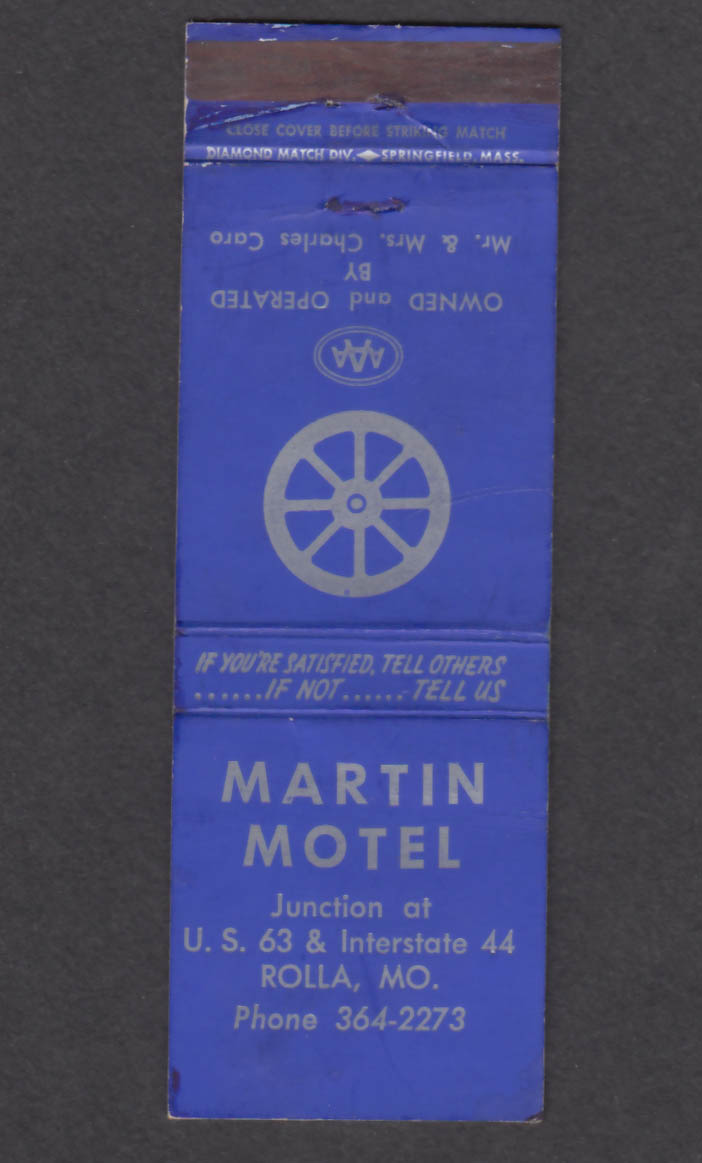 CLOSE COVER BEFORE STRIKING MATCH
DIAMOND MATCH DIV. SPRINGFIELD, MASS.
OWNED and OPERATED
BY
Mr. & Mrs. Charles Caro
AAA
IF YOU'RE SATISFIED, TELL OTHERS
......IF NOT......TELL US
MARTIN
MOTEL
Junction at
U. S. 63 & Interstate 44
ROLLA, MO.
Phone 364-2273